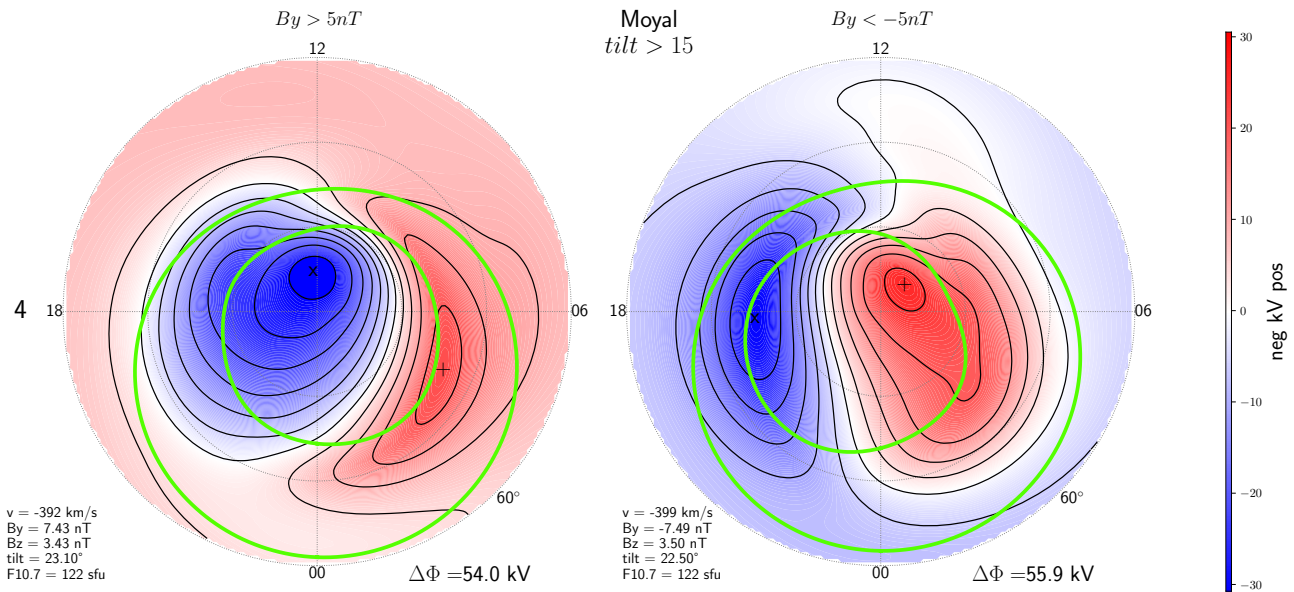 By > 5nT
Moyal
tilt > 15
By < −5nT
12
12
18
06
18
06
4
60°
60°
00
00
v = -392 km/s
By = 7.43 nT
Bz = 3.43 nT
tilt = 23.10°
F10.7 = 122 sfu
ΔΦ =54.0 kV
v = -399 km/s
By = -7.49 nT
Bz = 3.50 nT
tilt = 22.50°
F10.7 = 122 sfu
ΔΦ =55.9 kV
30
20
10
0
−10
−20
−30
neg kV pos
x
+
x
+